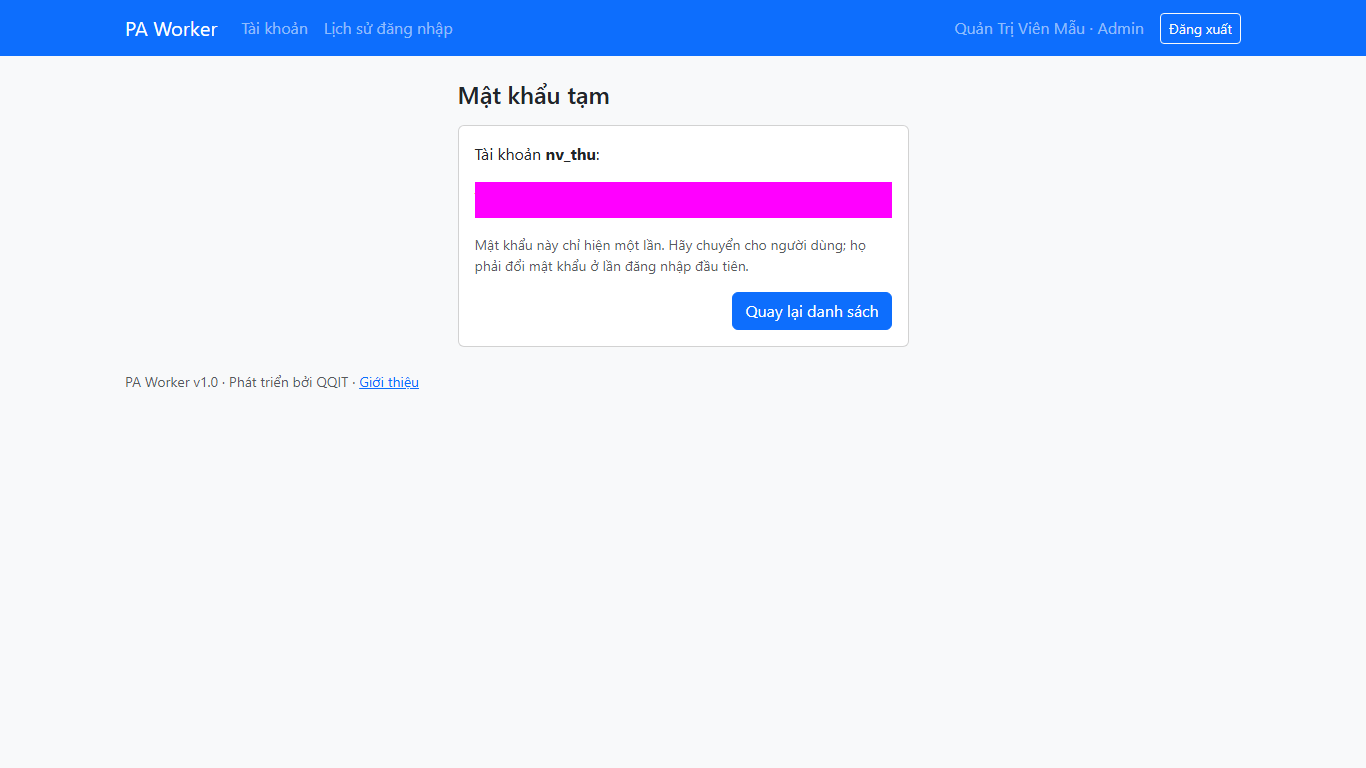 PA Worker Tài khoản Lịch sử đăng nhập Quản Trị Viên Mẫu · Admin Đăng xuất
Mật khẩu tạm
Tài khoản nv_thu:
Mật khẩu này chỉ hiện một lần. Hãy chuyển cho người dùng; họ
phải đổi mật khẩu ở lần đăng nhập đầu tiên.
Quay lại danh sách
PA Worker v1.0 · Phát triển bởi QQIT · Giới thiệu